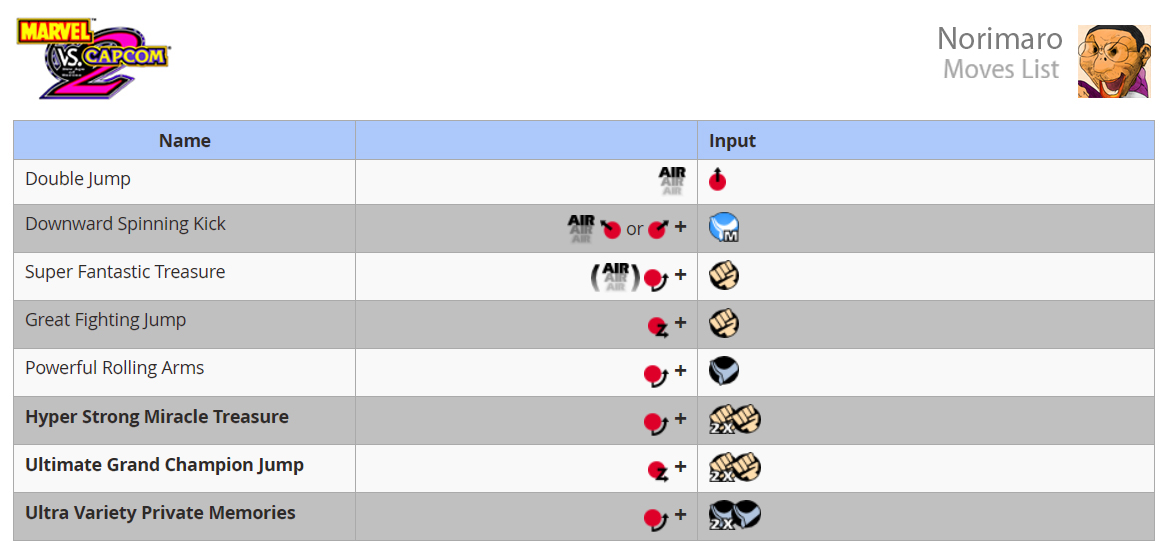 MARVEL
VS. CAPCOM
2
Norimaro
Moves List
Name Input
Double Jump AIR
Downward Spinning Kick AIR or + M
Super Fantastic Treasure (AIR) +
Great Fighting Jump Z +
Powerful Rolling Arms +
Hyper Strong Miracle Treasure + 2X
Ultimate Grand Champion Jump Z + 2X
Ultra Variety Private Memories + 2X